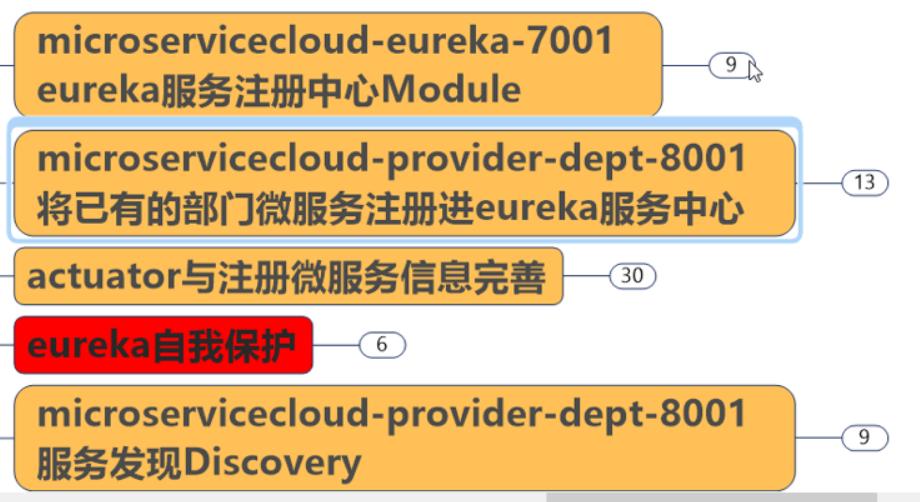 microservicecloud-eureka-7001
eureka服务注册中心Module
9
microservicecloud-provider-dept-8001
将已有的部门微服务注册进eureka服务中心
13
actuator与注册微服务信息完善
30
eureka自我保护
6
microservicecloud-provider-dept-8001
服务发现Discovery
9